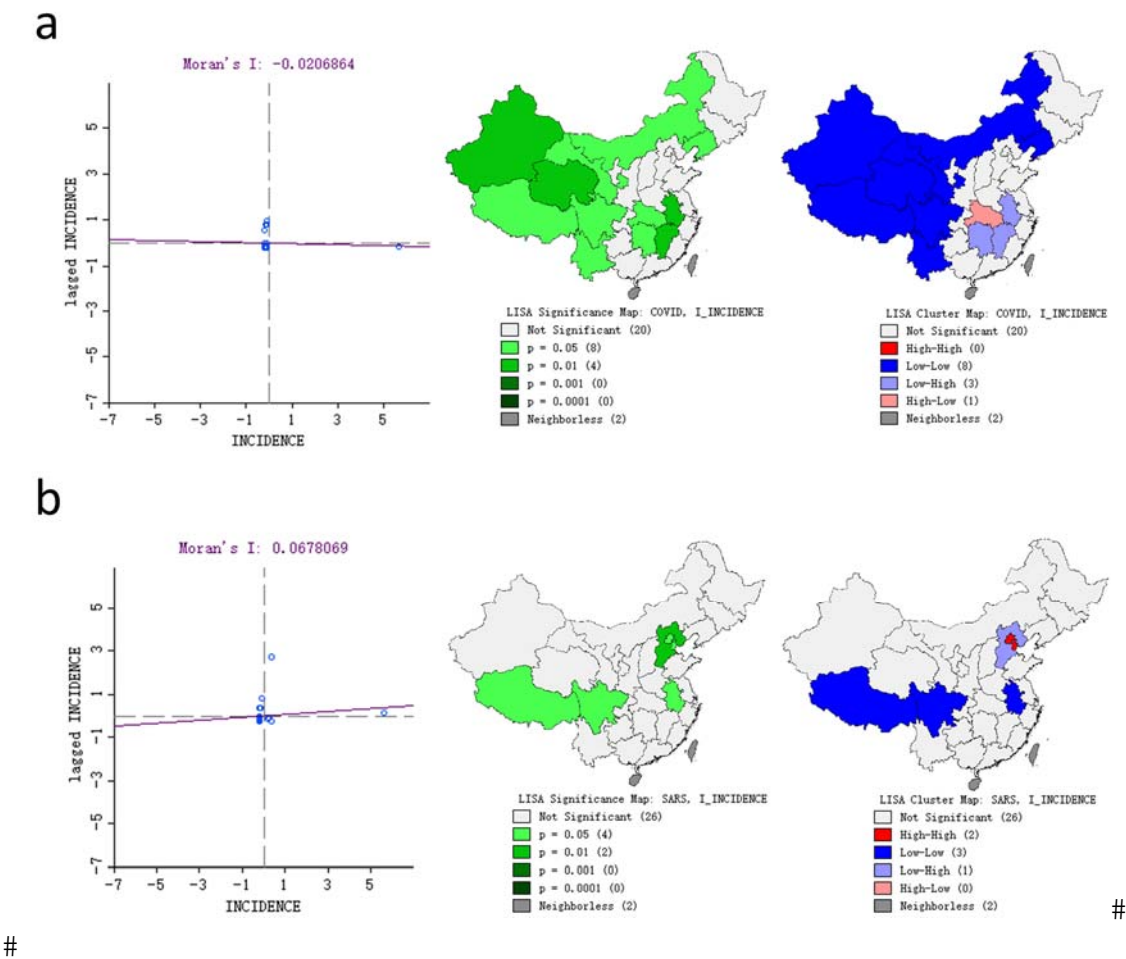 a
Moran's I: -0.0206864
5
3
1
-1
-3
-5
-7
lagged INCIDENCE
-7 -5 -3 -1 1 3 5
INCIDENCE
LISA Significance Map: COVID, I_INCIDENCE
Not Significant (20)
p = 0.05 (8)
p = 0.01 (4)
p = 0.001 (0)
p = 0.0001 (0)
Neighborless (2)
LISA Cluster Map: COVID, I_INCIDENCE
Not Significant (20)
High-High (0)
Low-Low (8)
Low-High (3)
High-Low (1)
Neighborless (2)
b
Moran's I: 0.0678069
5
3
1
-1
-3
-5
-7
lagged INCIDENCE
-7 -5 -3 -1 1 3 5
INCIDENCE
LISA Significance Map: SARS, I_INCIDENCE
Not Significant (26)
p = 0.05 (4)
p = 0.01 (2)
p = 0.001 (0)
p = 0.0001 (0)
Neighborless (2)
LISA Cluster Map: SARS, I_INCIDENCE
Not Significant (26)
High-High (2)
Low-Low (3)
Low-High (1)
High-Low (0)
Neighborless (2)
#
#